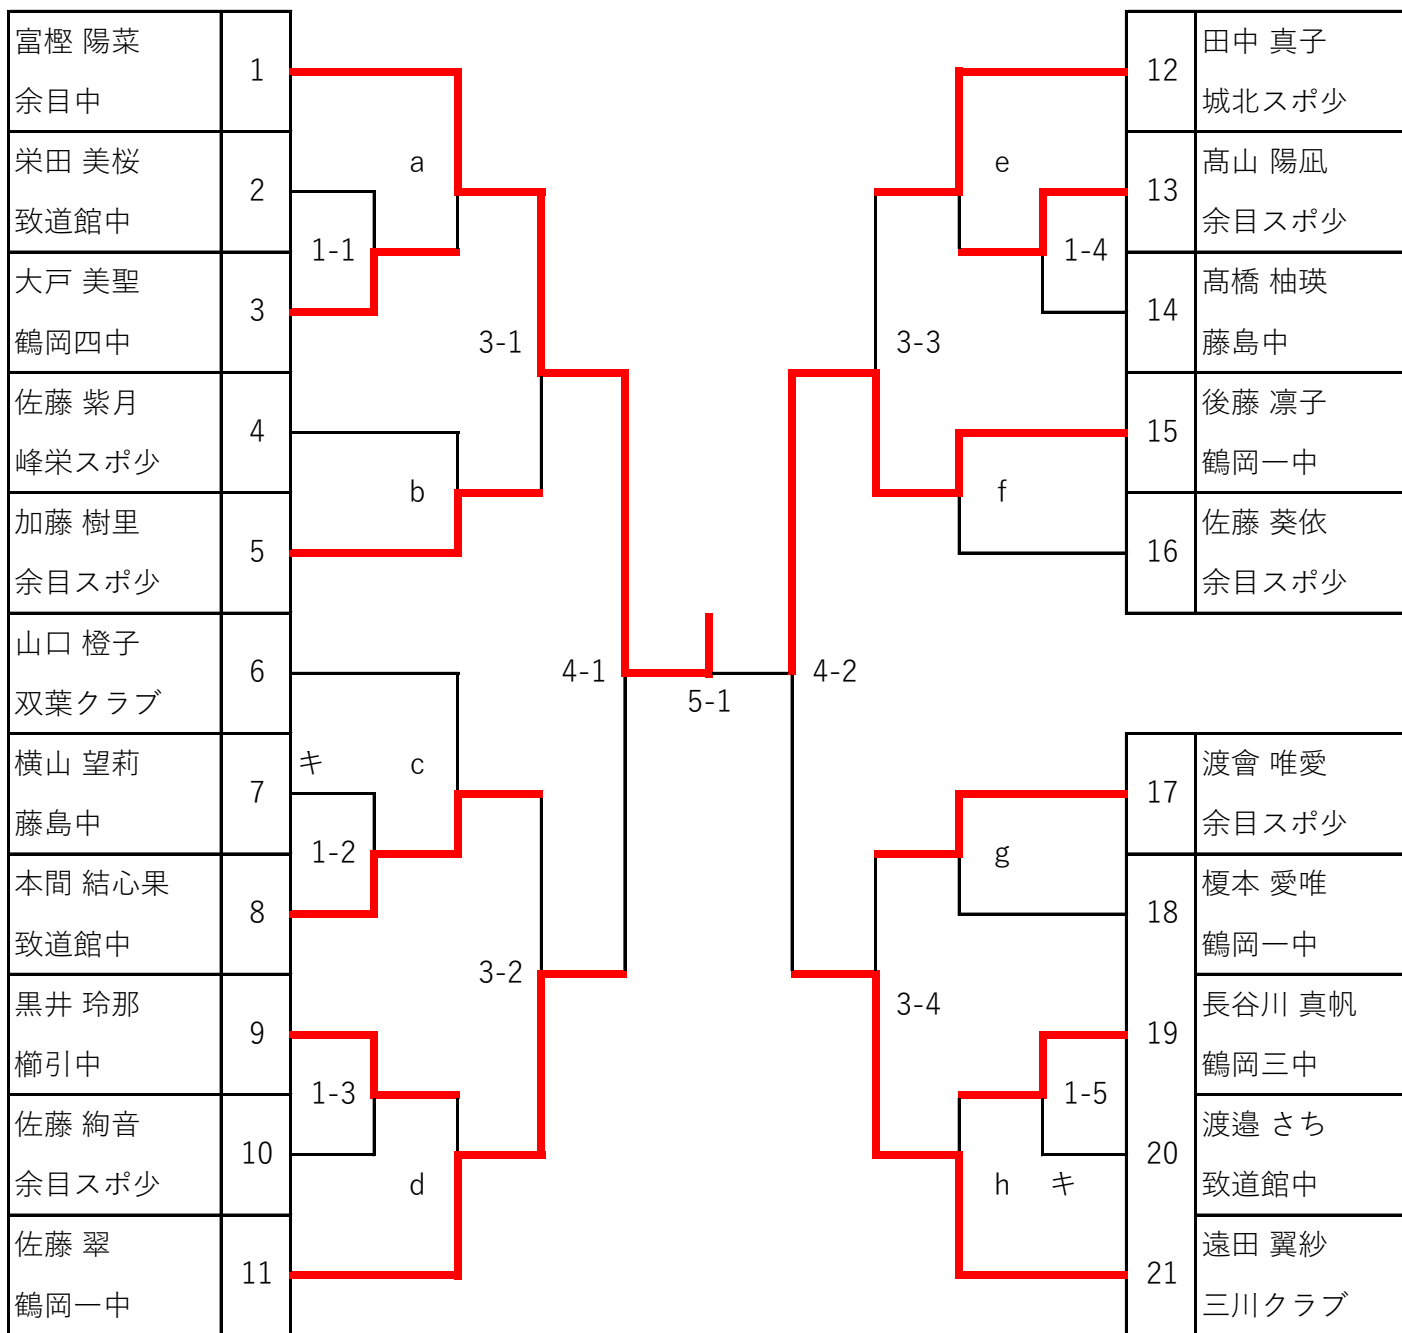 富樫 陽菜
余目中
1
栄田 美桜
致道館中
2
大戸 美聖
鶴岡四中
3
佐藤 紫月
峰栄スポ少
4
加藤 樹里
余目スポ少
5
山口 橙子
双葉クラブ
6
横山 望莉
藤島中
7
本間 結心果
致道館中
8
黒井 玲那
櫛引中
9
佐藤 絢音
余目スポ少
10
佐藤 翠
鶴岡一中
11
a
1-1
3-1
b
キ
c
1-2
3-2
1-3
d
4-1
5-1
4-2
e
1-4
3-3
f
g
3-4
1-5
h
キ
12
田中 真子
城北スポ少
13
髙山 陽凪
余目スポ少
14
髙橋 柚瑛
藤島中
15
後藤 凛子
鶴岡一中
16
佐藤 葵依
余目スポ少
17
渡會 唯愛
余目スポ少
18
榎本 愛唯
鶴岡一中
19
長谷川 真帆
鶴岡三中
20
渡邉 さち
致道館中
21
遠田 翼紗
三川クラブ